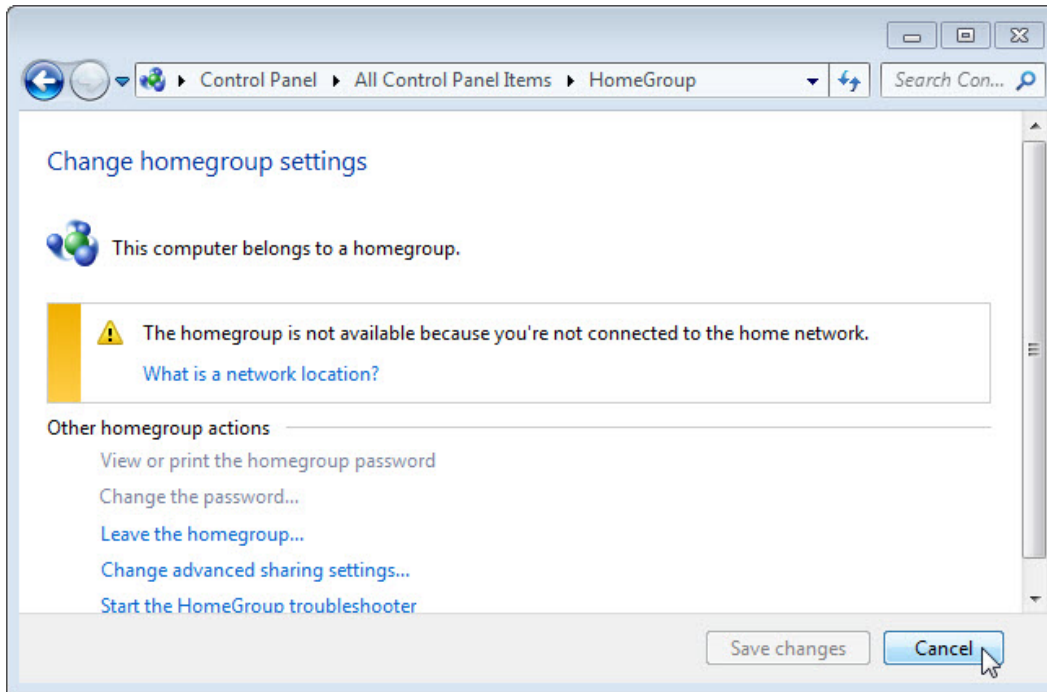 Control Panel All Control Panel Items HomeGroup Search Con...
Change homegroup settings
This computer belongs to a homegroup.
The homegroup is not available because you're not connected to the home network.
What is a network location?
Other homegroup actions
View or print the homegroup password
Change the password...
Leave the homegroup...
Change advanced sharing settings...
Start the HomeGroup troubleshooter
Save changes Cancel